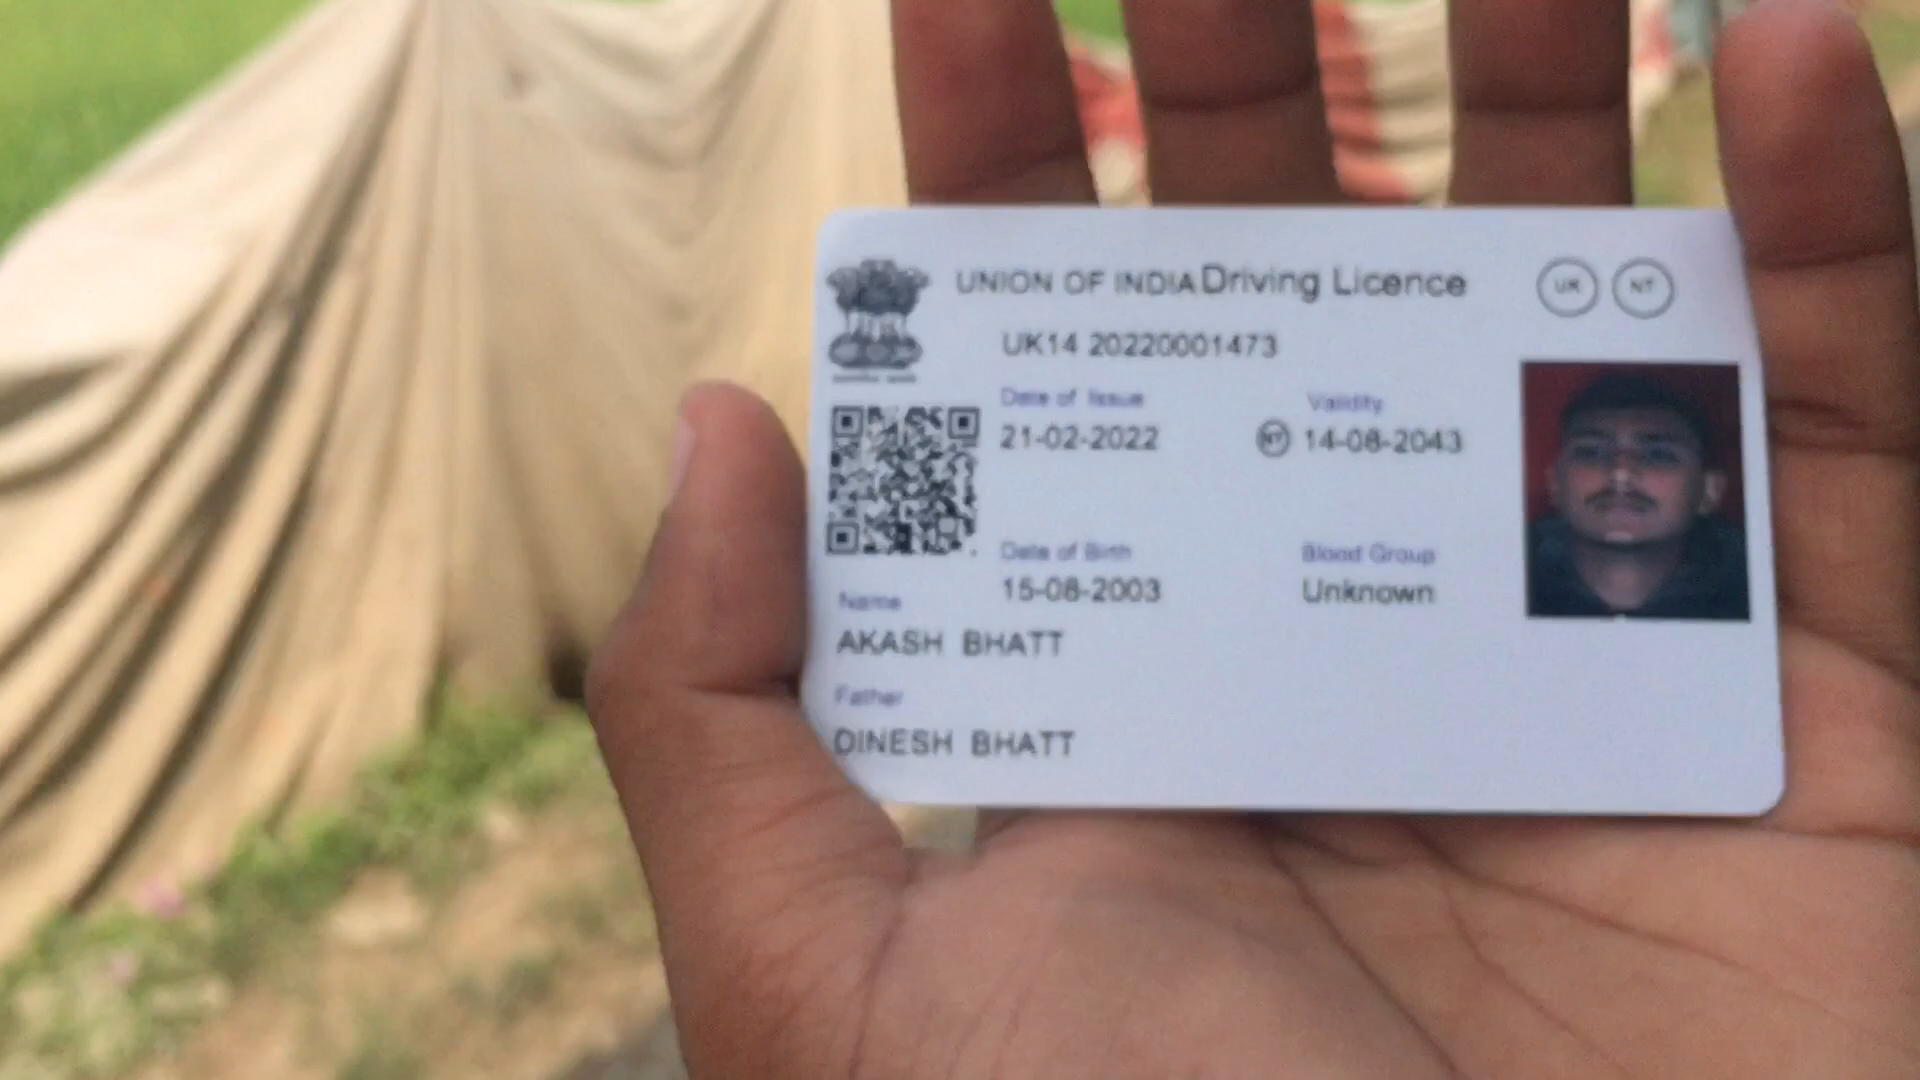 UNION OF INDIA Driving Licence
UK NT
UK14 20220001473
Date of Issue Validity
21-02-2022 NT 14-08-2043
Date of Birth Blood Group
15-08-2003 Unknown
Name
AKASH BHATT
Father
DINESH BHATT